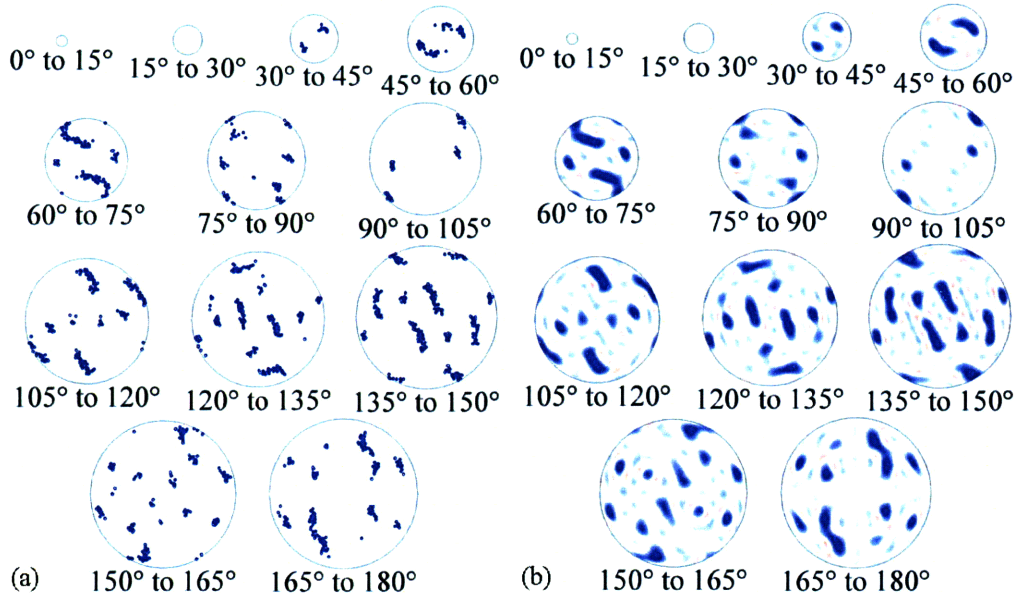 0° to 15°
15° to 30°
30° to 45°
45° to 60°
0° to 15°
15° to 30°
30° to 45°
45° to 60°
60° to 75°
75° to 90°
90° to 105°
60° to 75°
75° to 90°
90° to 105°
105° to 120°
120° to 135°
135° to 150°
105° to 120°
120° to 135°
135° to 150°
(a)
150° to 165°
165° to 180°
(b)
150° to 165°
165° to 180°